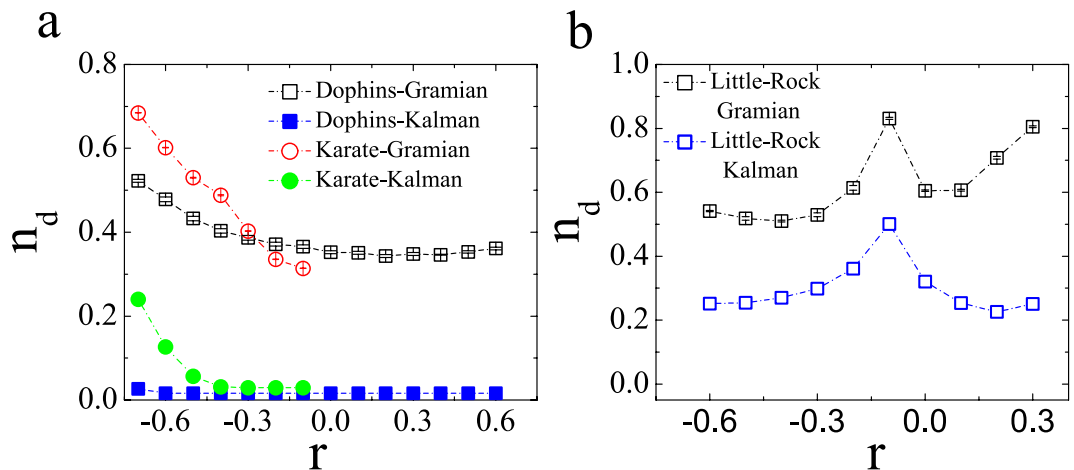 a
0.8
0.6
0.4
0.2
0.0
n_d
Dophins-Gramian
Dophins-Kalman
Karate-Gramian
Karate-Kalman
-0.6 -0.3 0.0 0.3 0.6
r
b
1.0
0.8
0.6
0.4
0.2
0.0
n_d
Little-Rock
Gramian
Little-Rock
Kalman
-0.6 -0.3 0.0 0.3
r